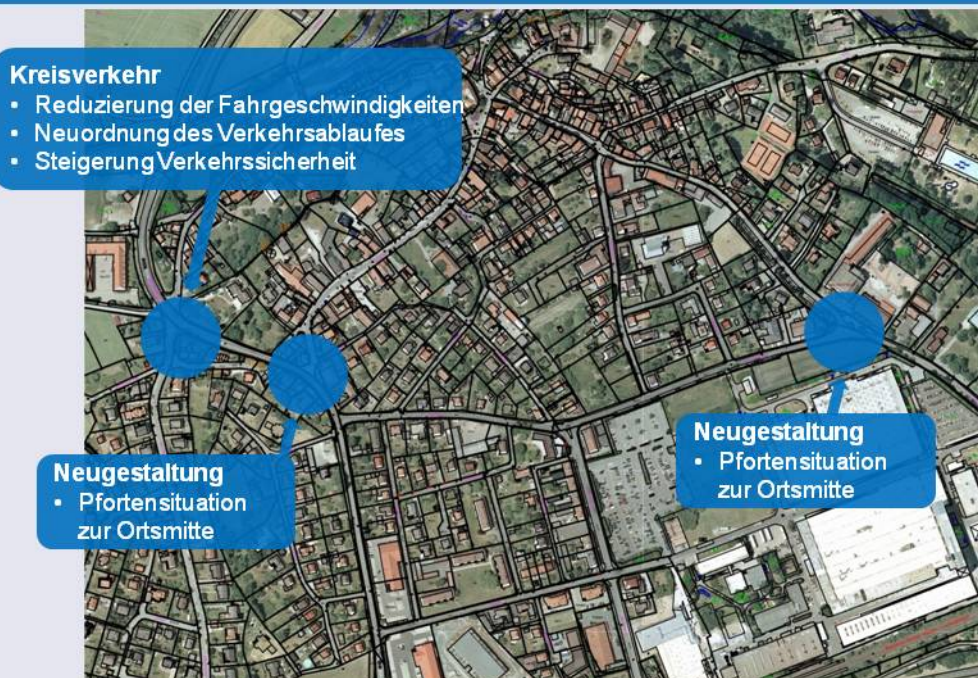 Kreisverkehr
• Reduzierung der Fahrgeschwindigkeiten
• Neuordnung des Verkehrsablaufes
• Steigerung Verkehrssicherheit
Neugestaltung
• Pfortensituation
zur Ortsmitte
Neugestaltung
• Pfortensituation
zur Ortsmitte